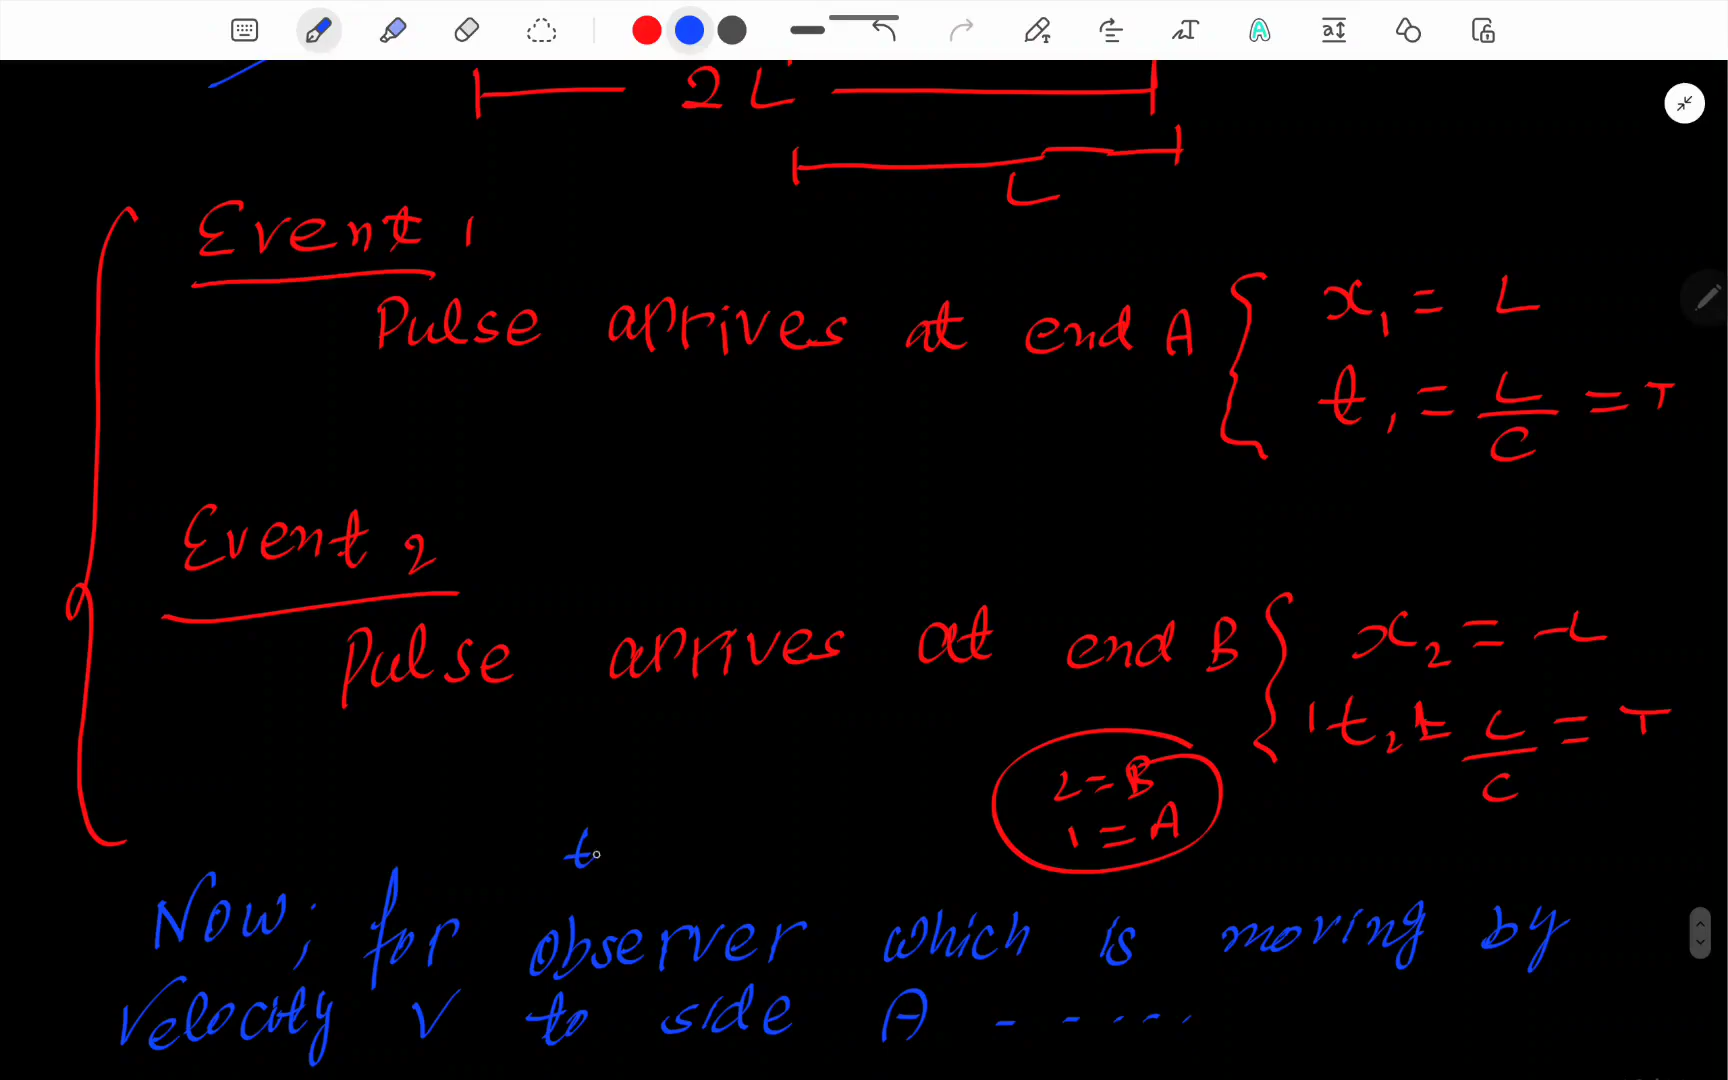 2L
L
Event 1
Pulse arrives at end A { x₁ = L
t₁ = L/C = T
Event 2
Pulse arrives at end B { x₂ = -L
t₂ = L/C = T
2 = B
1 = A
t
Now; for observer which is moving by
velocity v to side A - - - - -